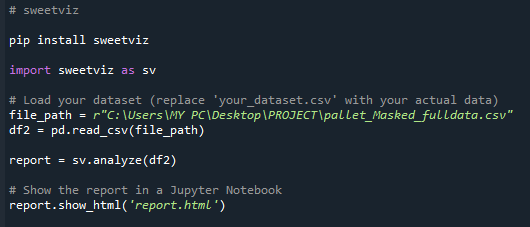 # sweetviz
pip install sweetviz
import sweetviz as sv
# Load your dataset (replace 'your_dataset.csv' with your actual data)
file_path = r"C:\Users\MY PC\Desktop\PROJECT\pallet_Masked_fulldata.csv"
df2 = pd.read_csv(file_path)
report = sv.analyze(df2)
# Show the report in a Jupyter Notebook
report.show_html('report.html')